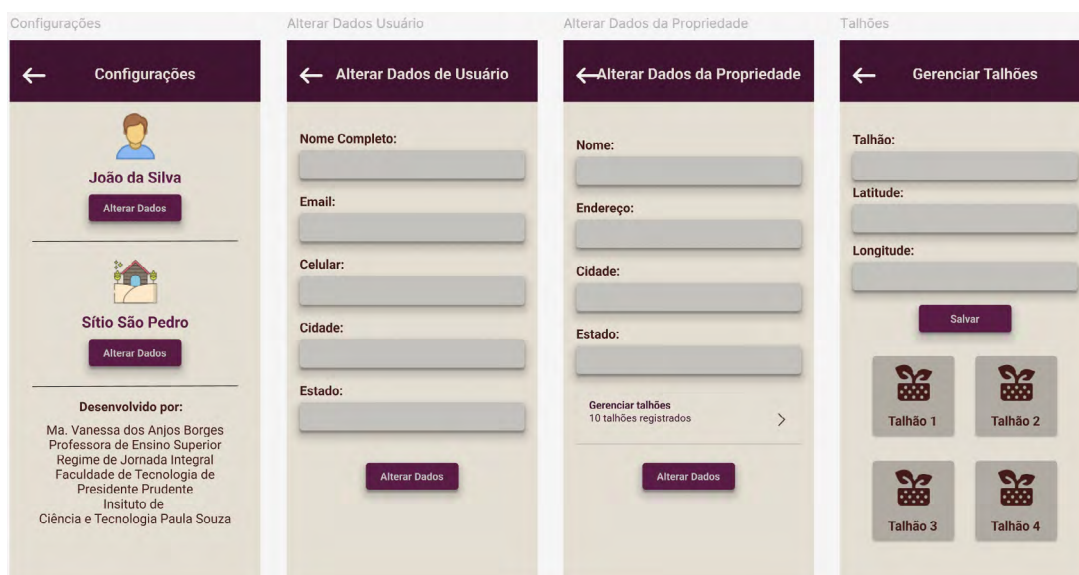 Configurações
Configurações
João da Silva
Alterar Dados
Sítio São Pedro
Alterar Dados
Desenvolvido por:
Ma. Vanessa dos Anjos Borges
Professora de Ensino Superior
Regime de Jornada Integral
Faculdade de Tecnologia de
Presidente Prudente
Insituto de
Ciência e Tecnologia Paula Souza
Alterar Dados Usuário
Alterar Dados de Usuário
Nome Completo:
Email:
Celular:
Cidade:
Estado:
Alterar Dados
Alterar Dados da Propriedade
Alterar Dados da Propriedade
Nome:
Endereço:
Cidade:
Estado:
Gerenciar talhões
10 talhões registrados
Alterar Dados
Talhões
Gerenciar Talhões
Talhão:
Latitude:
Longitude:
Salvar
Talhão 1
Talhão 2
Talhão 3
Talhão 4